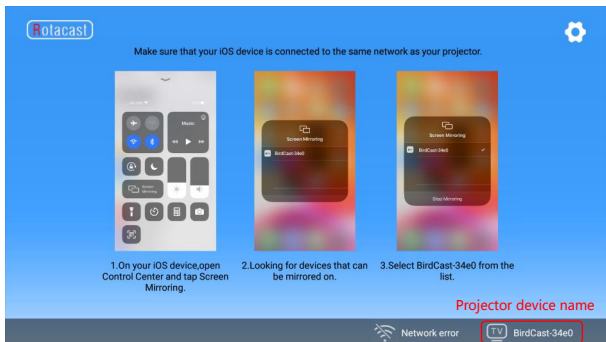 Rotacast
Make sure that your iOS device is connected to the same network as your projector.
Music
Screen
Mirroring
Screen Mirroring
BirdCast-34e0
Screen Mirroring
BirdCast-34e0
Stop Mirroring
1.On your iOS device,open
Control Center and tap Screen
Mirroring.
2.Looking for devices that can
be mirrored on.
3.Select BirdCast-34e0 from the
list.
Projector device name
Network error
TV
BirdCast-34e0